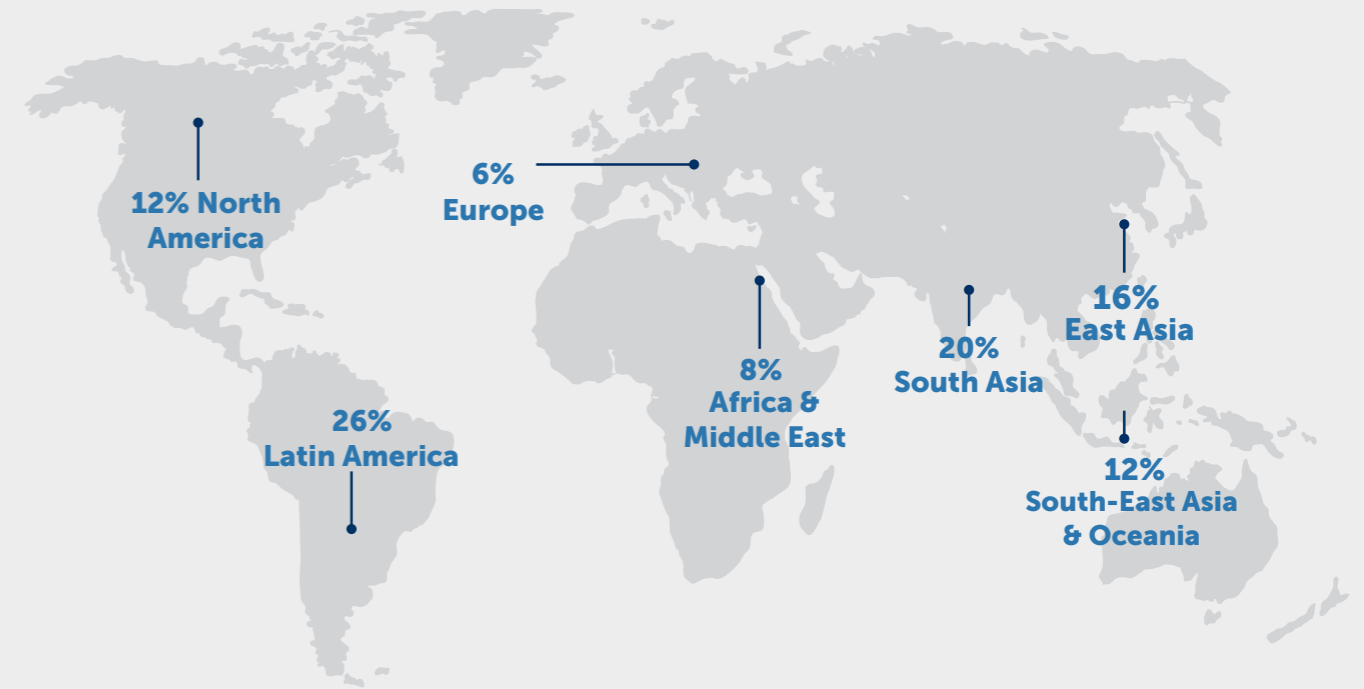 12% North
America
6%
Europe
16%
East Asia
20%
South Asia
8%
Africa &
Middle East
26%
Latin America
12%
South-East Asia
& Oceania